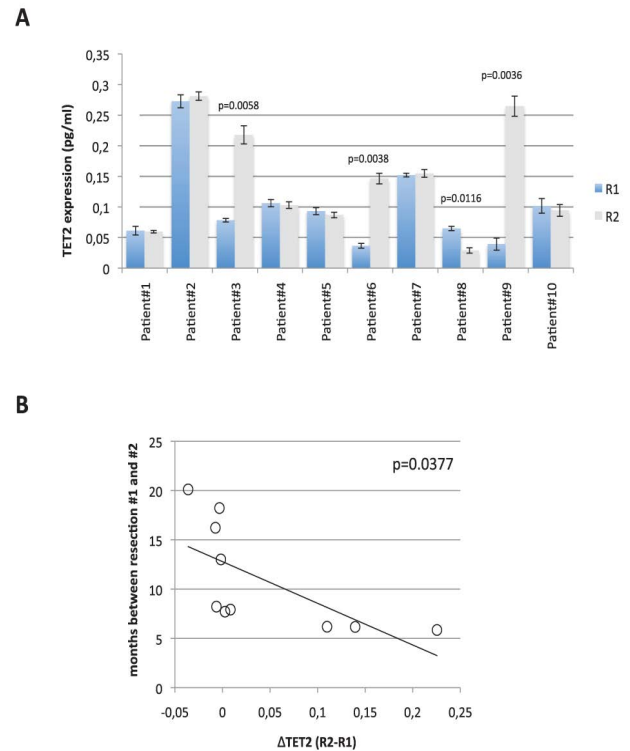 A
TET2 expression (pg/ml)
0,35
0,3
0,25
0,2
0,15
0,1
0,05
0
p=0.0058
p=0.0038
p=0.0116
p=0.0036
R1
R2
Patient#1
Patient#2
Patient#3
Patient#4
Patient#5
Patient#6
Patient#7
Patient#8
Patient#9
Patient#10
B
months between resection #1 and #2
25
20
15
10
5
0
p=0.0377
-0,05
0
0,05
0,1
0,15
0,2
0,25
ΔTET2 (R2-R1)